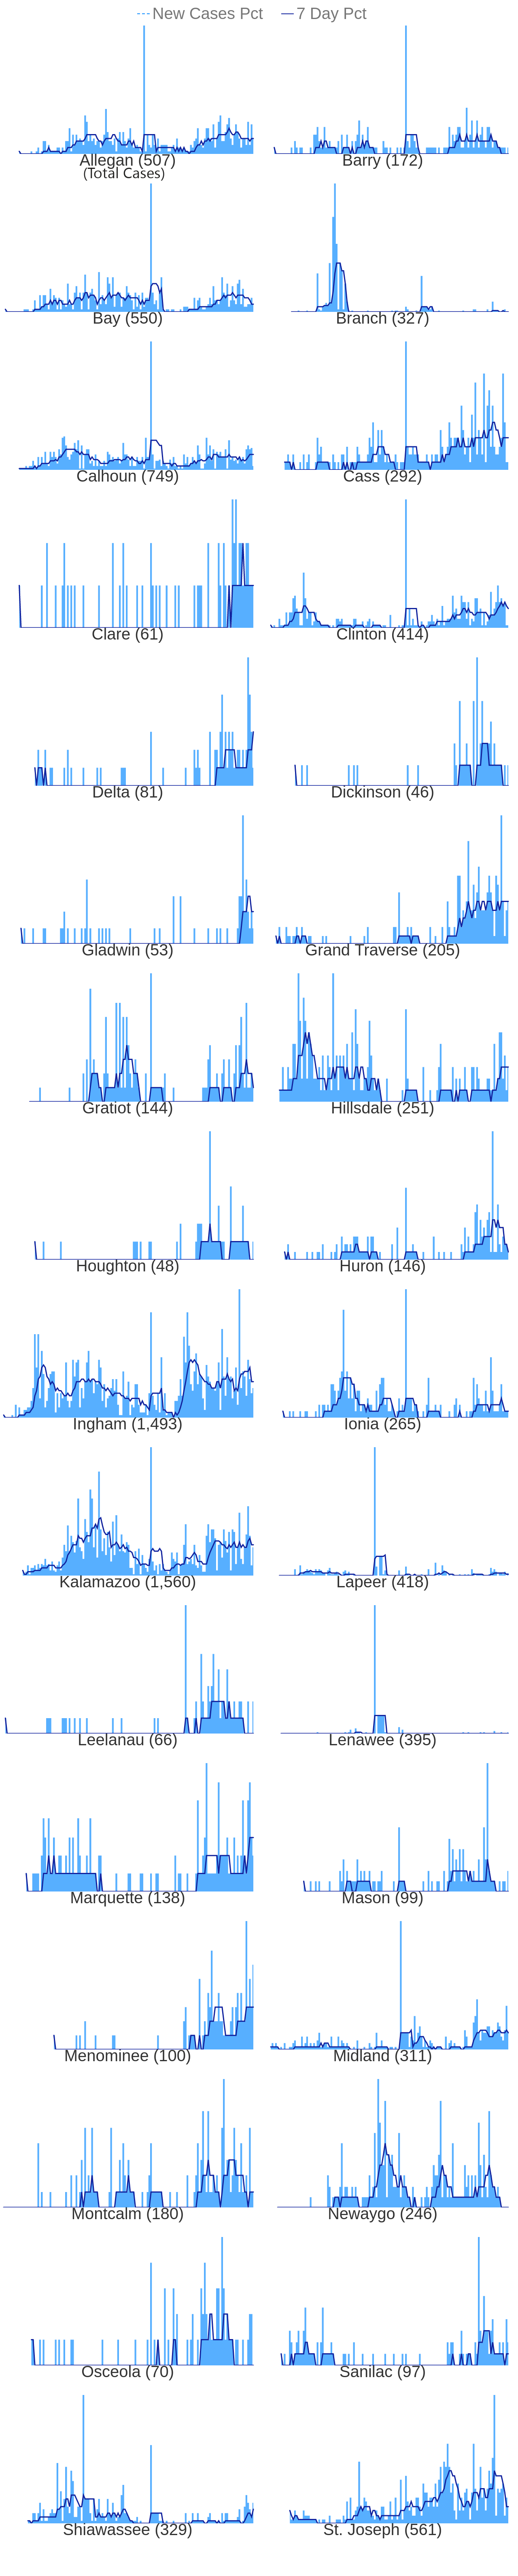 New Cases Pct 7 Day Pct
Allegan (507) Barry (172)
(Total Cases)
Bay (550) Branch (327)
Calhoun (749) Cass (292)
Clare (61) Clinton (414)
Delta (81) Dickinson (46)
Gladwin (53) Grand Traverse (205)
Gratiot (144) Hillsdale (251)
Houghton (48) Huron (146)
Ingham (1,493) Ionia (265)
Kalamazoo (1,560) Lapeer (418)
Leelanau (66) Lenawee (395)
Marquette (138) Mason (99)
Menominee (100) Midland (311)
Montcalm (180) Newaygo (246)
Osceola (70) Sanilac (97)
Shiawassee (329) St. Joseph (561)